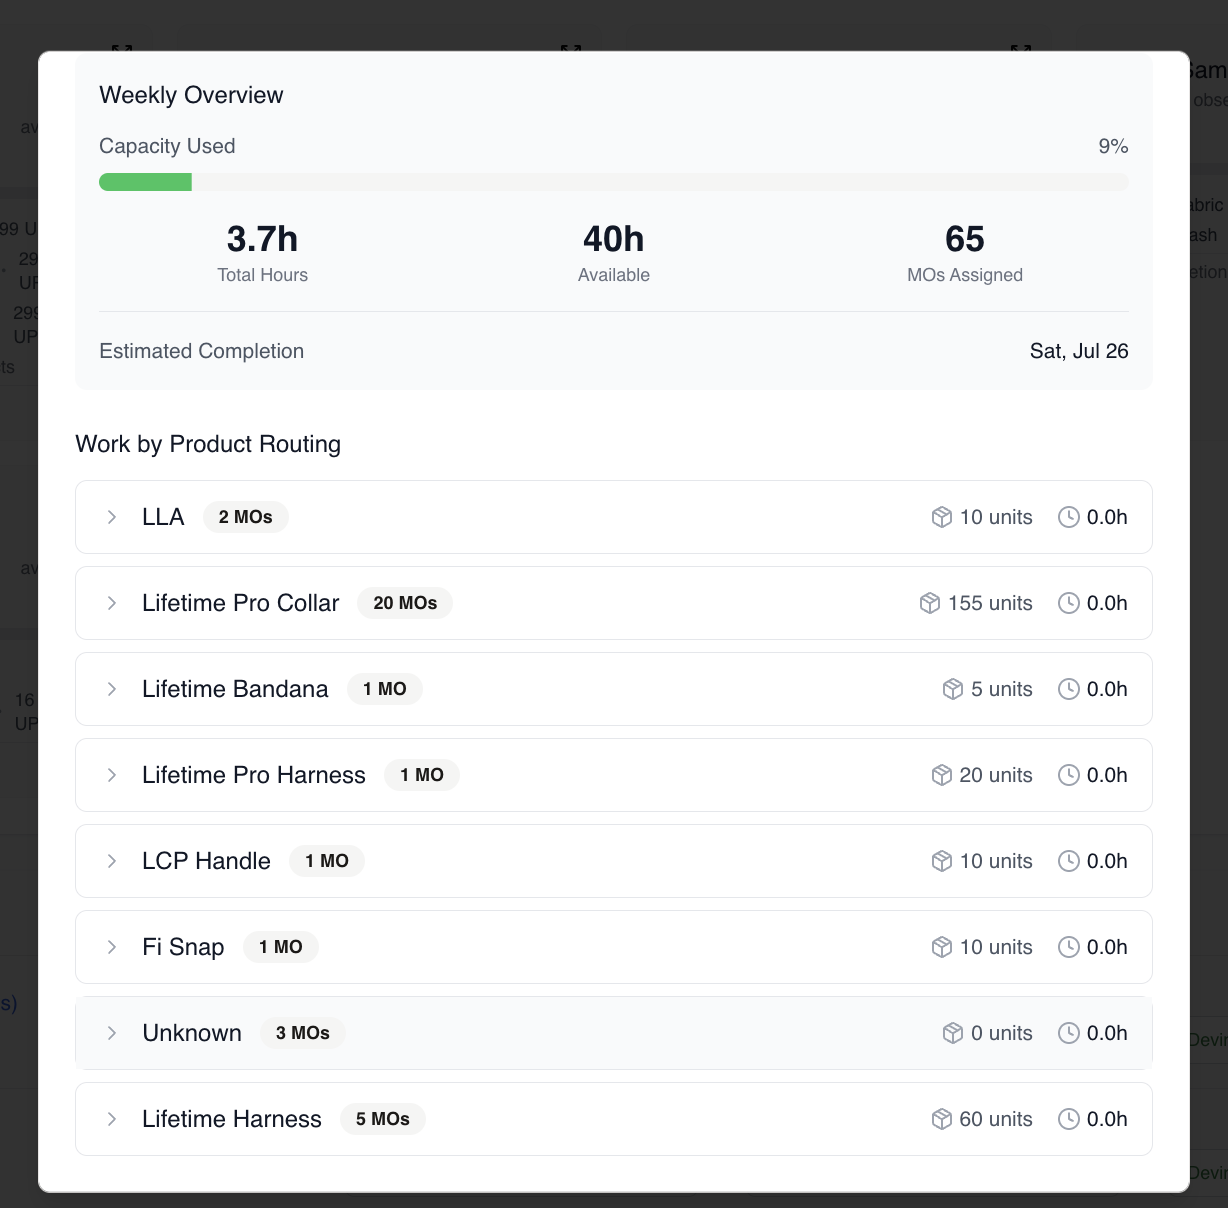 Weekly Overview
Capacity Used
9%
3.7h
40h
65
Total Hours
Available
MOs Assigned
Estimated Completion
Sat, Jul 26
Work by Product Routing
LLA
2 MOs
10 units
0.0h
Lifetime Pro Collar
20 MOs
155 units
0.0h
Lifetime Bandana
1 MO
5 units
0.0h
Lifetime Pro Harness
1 MO
20 units
0.0h
LCP Handle
1 MO
10 units
0.0h
Fi Snap
1 MO
10 units
0.0h
Unknown
3 MOs
0 units
0.0h
Lifetime Harness
5 MOs
60 units
0.0h